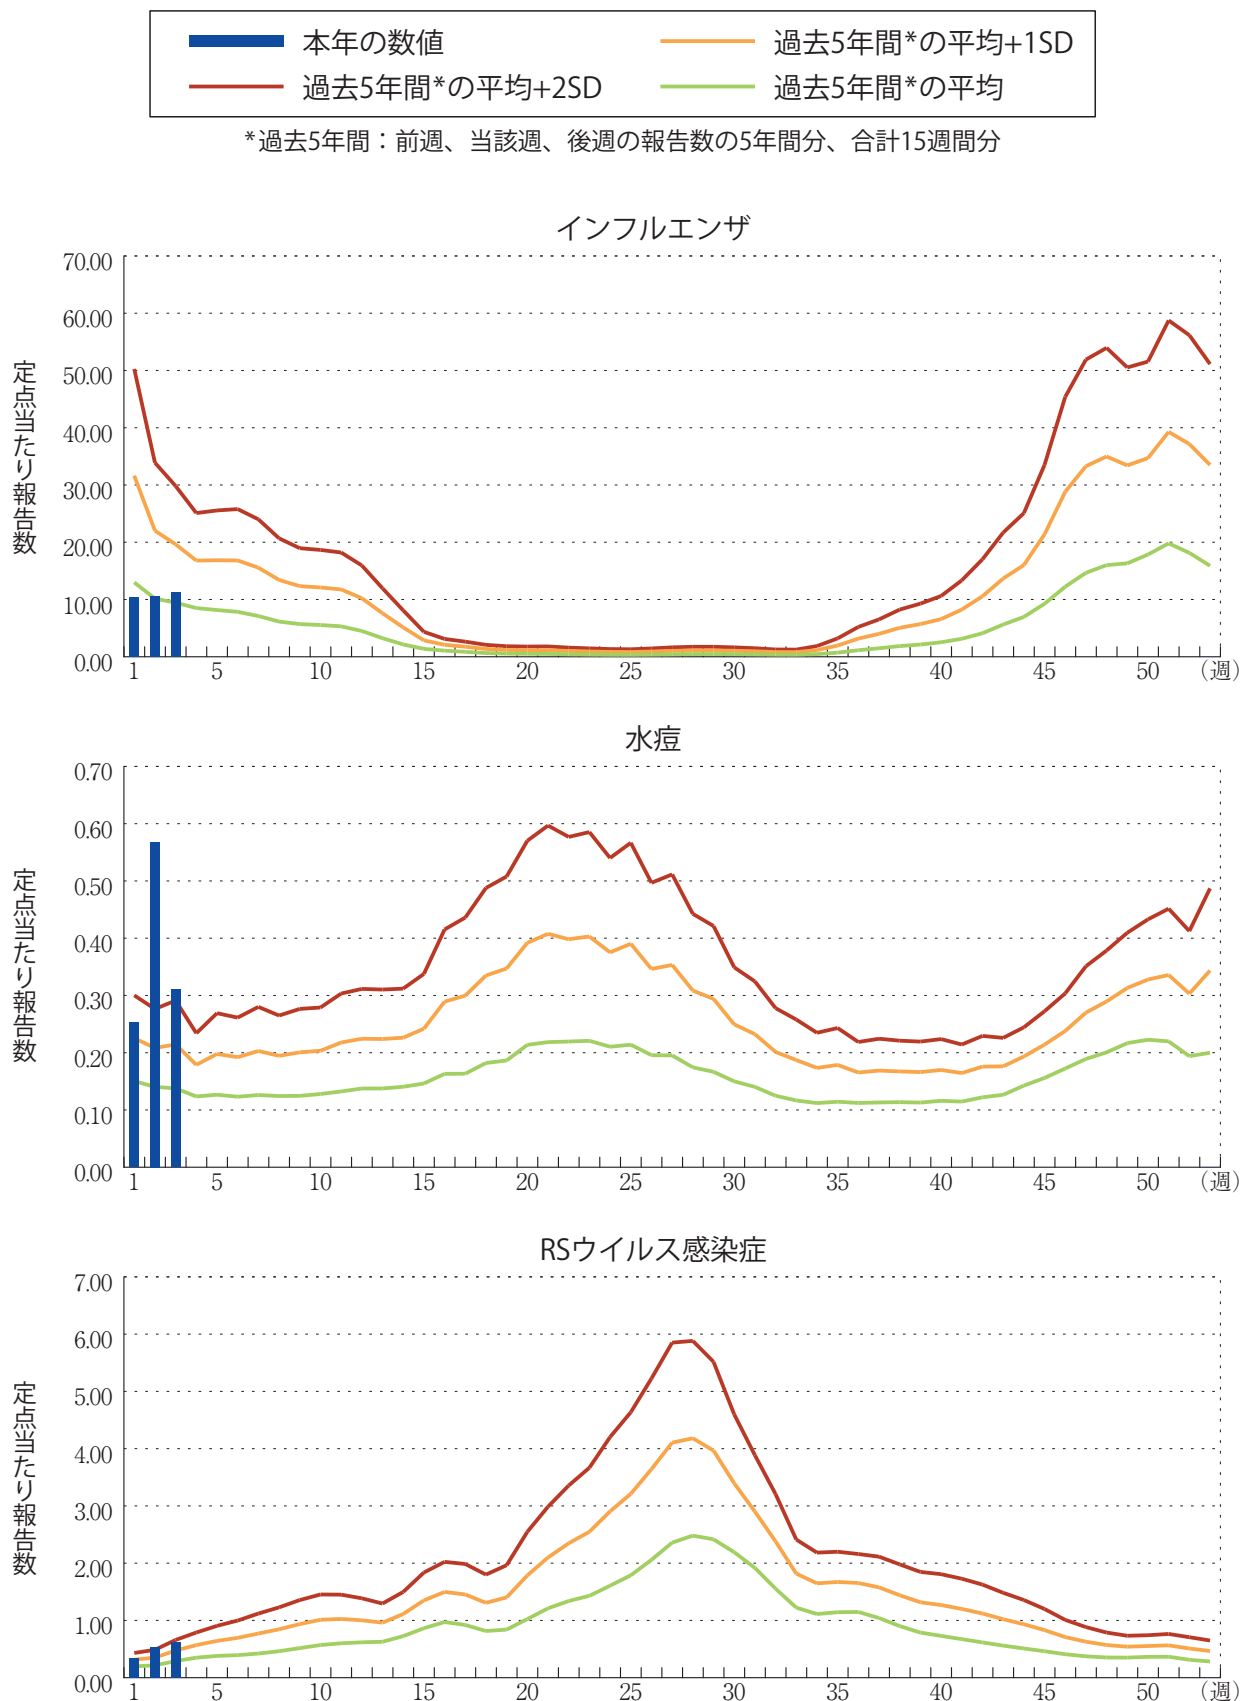 本年の数値
過去5年間*の平均+1SD
過去5年間*の平均+2SD
過去5年間*の平均
*過去5年間：前週、当該週、後週の報告数の5年間分、合計15週間分
インフルエンザ
定点当たり報告数
70.00
60.00
50.00
40.00
30.00
20.00
10.00
0.00
1 5 10 15 20 25 30 35 40 45 50 (週)
水痘
定点当たり報告数
0.70
0.60
0.50
0.40
0.30
0.20
0.10
0.00
1 5 10 15 20 25 30 35 40 45 50 (週)
RSウイルス感染症
定点当たり報告数
7.00
6.00
5.00
4.00
3.00
2.00
1.00
0.00
1 5 10 15 20 25 30 35 40 45 50 (週)